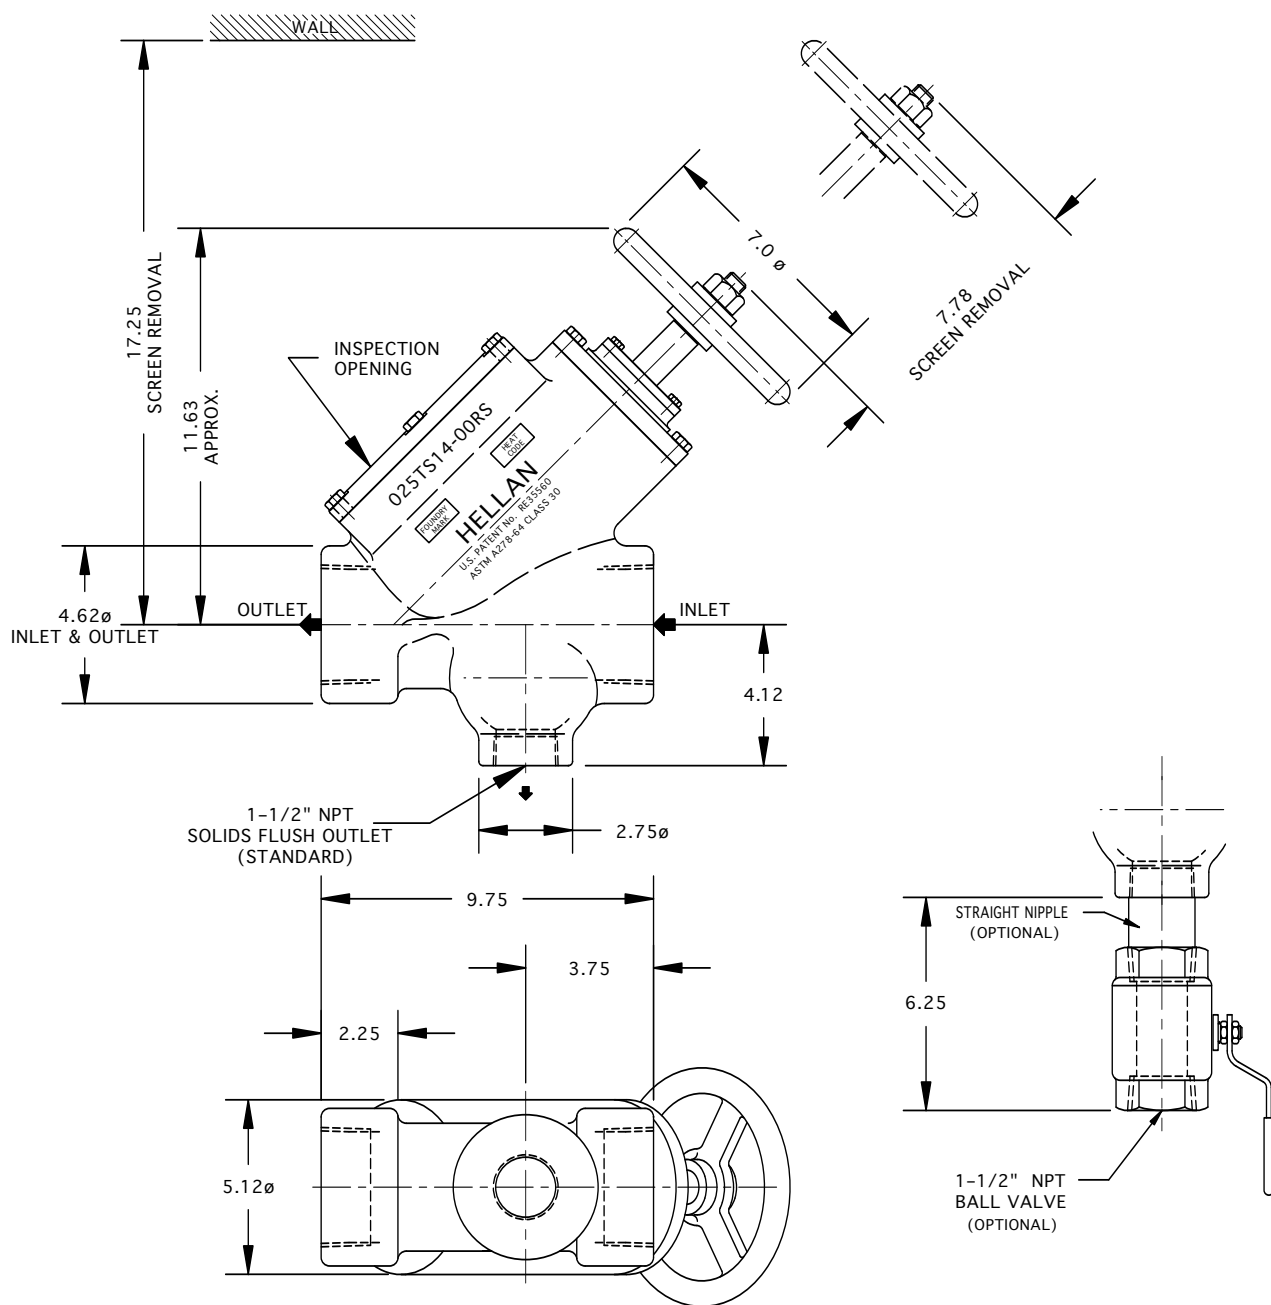 WALL
17.25
SCREEN REMOVAL
11.63
APPROX.
7.0 ø
7.78
SCREEN REMOVAL
INSPECTION
OPENING
025TS14-00RS
HEAT
CODE
FOUNDRY
MARK
HELLAN
U.S. PATENT No. RE35560
ASTM A278-64 CLASS 30
4.62ø
INLET & OUTLET
OUTLET
INLET
4.12
1-1/2" NPT
SOLIDS FLUSH OUTLET
(STANDARD)
2.75ø
9.75
3.75
2.25
5.12ø
STRAIGHT NIPPLE
(OPTIONAL)
6.25
1-1/2" NPT
BALL VALVE
(OPTIONAL)